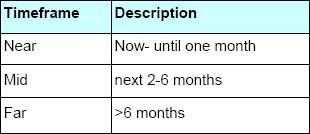 Timeframe Description
Near Now- until one month
Mid next 2-6 months
Far >6 months